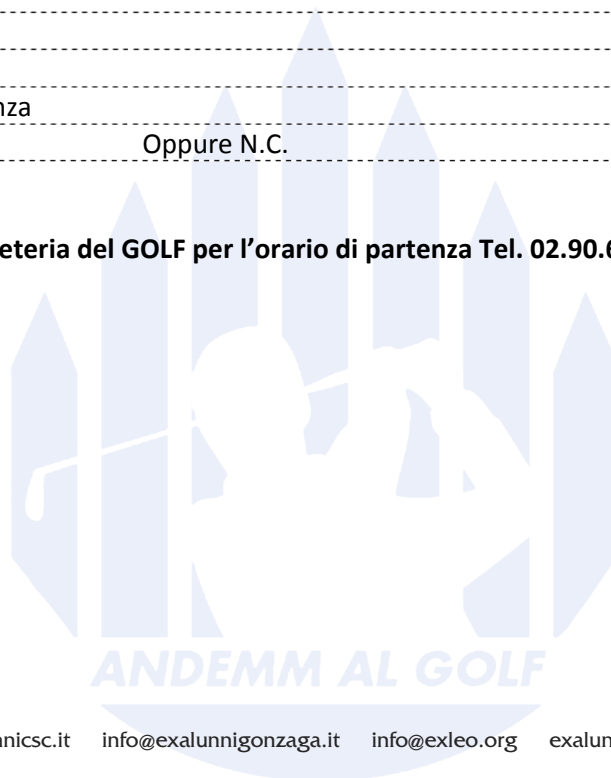 nza
Oppure N.C.
eteria del GOLF per l’orario di partenza Tel. 02.90.6
ANDEMM AL GOLF
nnicsc.it info@exalunnigonzaga.it info@exleo.org exalun